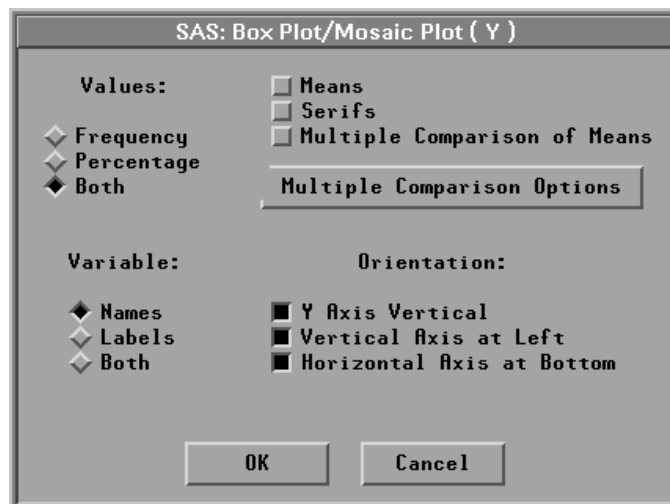 SAS: Box Plot/Mosaic Plot ( Y )
Values:
Frequency
Percentage
Both
Means
Serifs
Multiple Comparison of Means
Multiple Comparison Options
Variable:
Names
Labels
Both
Orientation:
Y Axis Vertical
Vertical Axis at Left
Horizontal Axis at Bottom
OK
Cancel